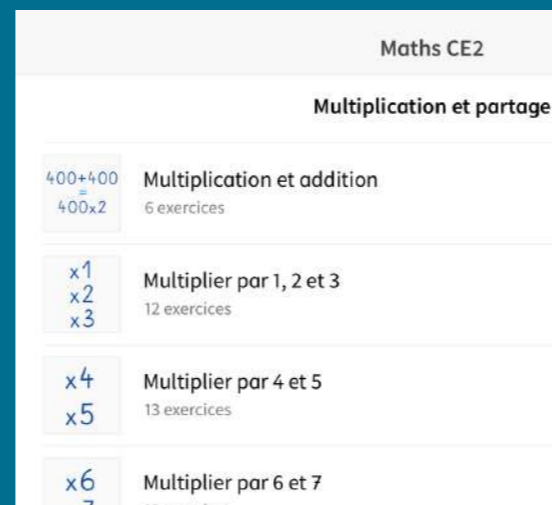 Maths CE2
Multiplication et partage
400+400
=
400x2
Multiplication et addition
6 exercices
x1
x2
x3
Multiplier par 1, 2 et 3
12 exercices
x4
x5
Multiplier par 4 et 5
13 exercices
x6
Multiplier par 6 et 7